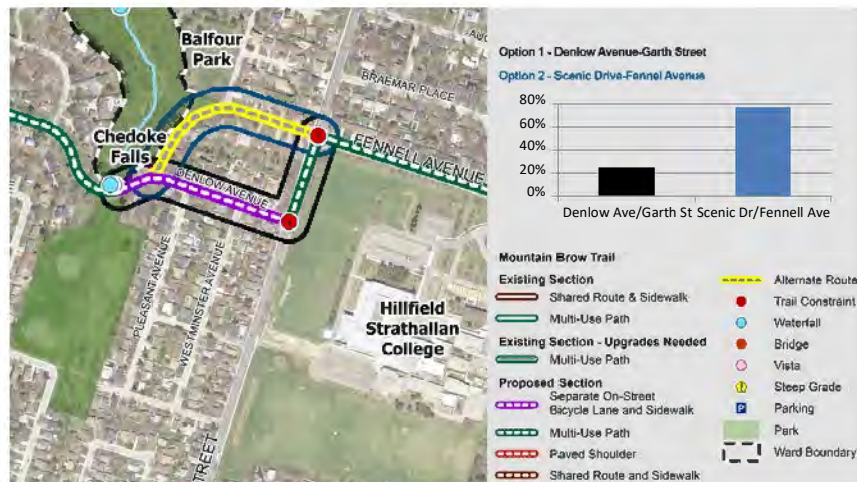 Balfour
Park
BRAEMAR PLACE
Chedoke
Falls
FENNELL AVENUE
DENLOW AVENUE
PLEASANT AVENUE
WESTMINSTER AVENUE
Hillfield
Strathallan
College
STREET
Option 1 - Denlow Avenue-Garth Street
Option 2 - Scenic Drive-Fennel Avenue
80%
60%
40%
20%
0%
Denlow Ave/Garth St Scenic Dr/Fennell Ave
Mountain Brow Trail
Existing Section
Shared Route & Sidewalk
Multi-Use Path
Existing Section - Upgrades Needed
Multi-Use Path
Proposed Section
Separate On-Street
Bicycle Lane and Sidewalk
Multi-Use Path
Paved Shoulder
Shared Route and Sidewalk
Alternate Route
Trail Constraint
Waterfall
Bridge
Vista
Steep Grade
P Parking
Park
Ward Boundary